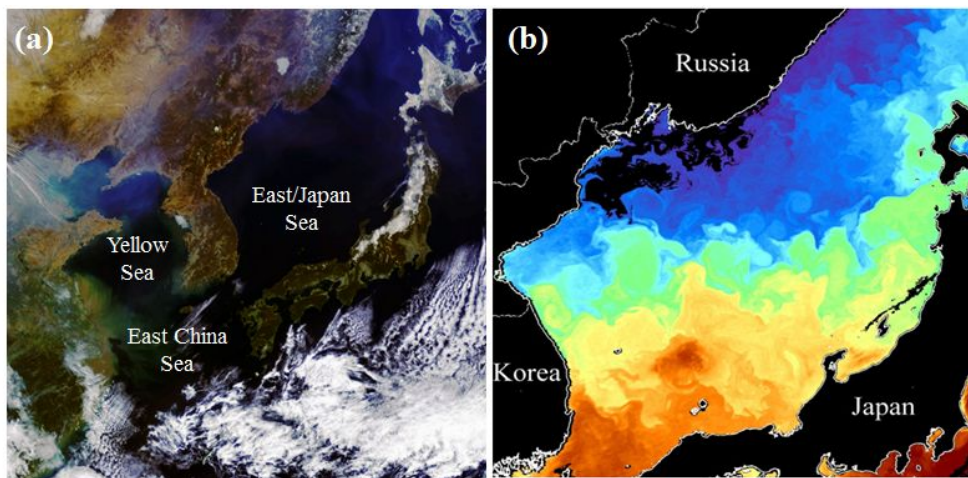 (a)
East/Japan
Sea
Yellow
Sea
East China
Sea
(b)
Russia
Korea
Japan